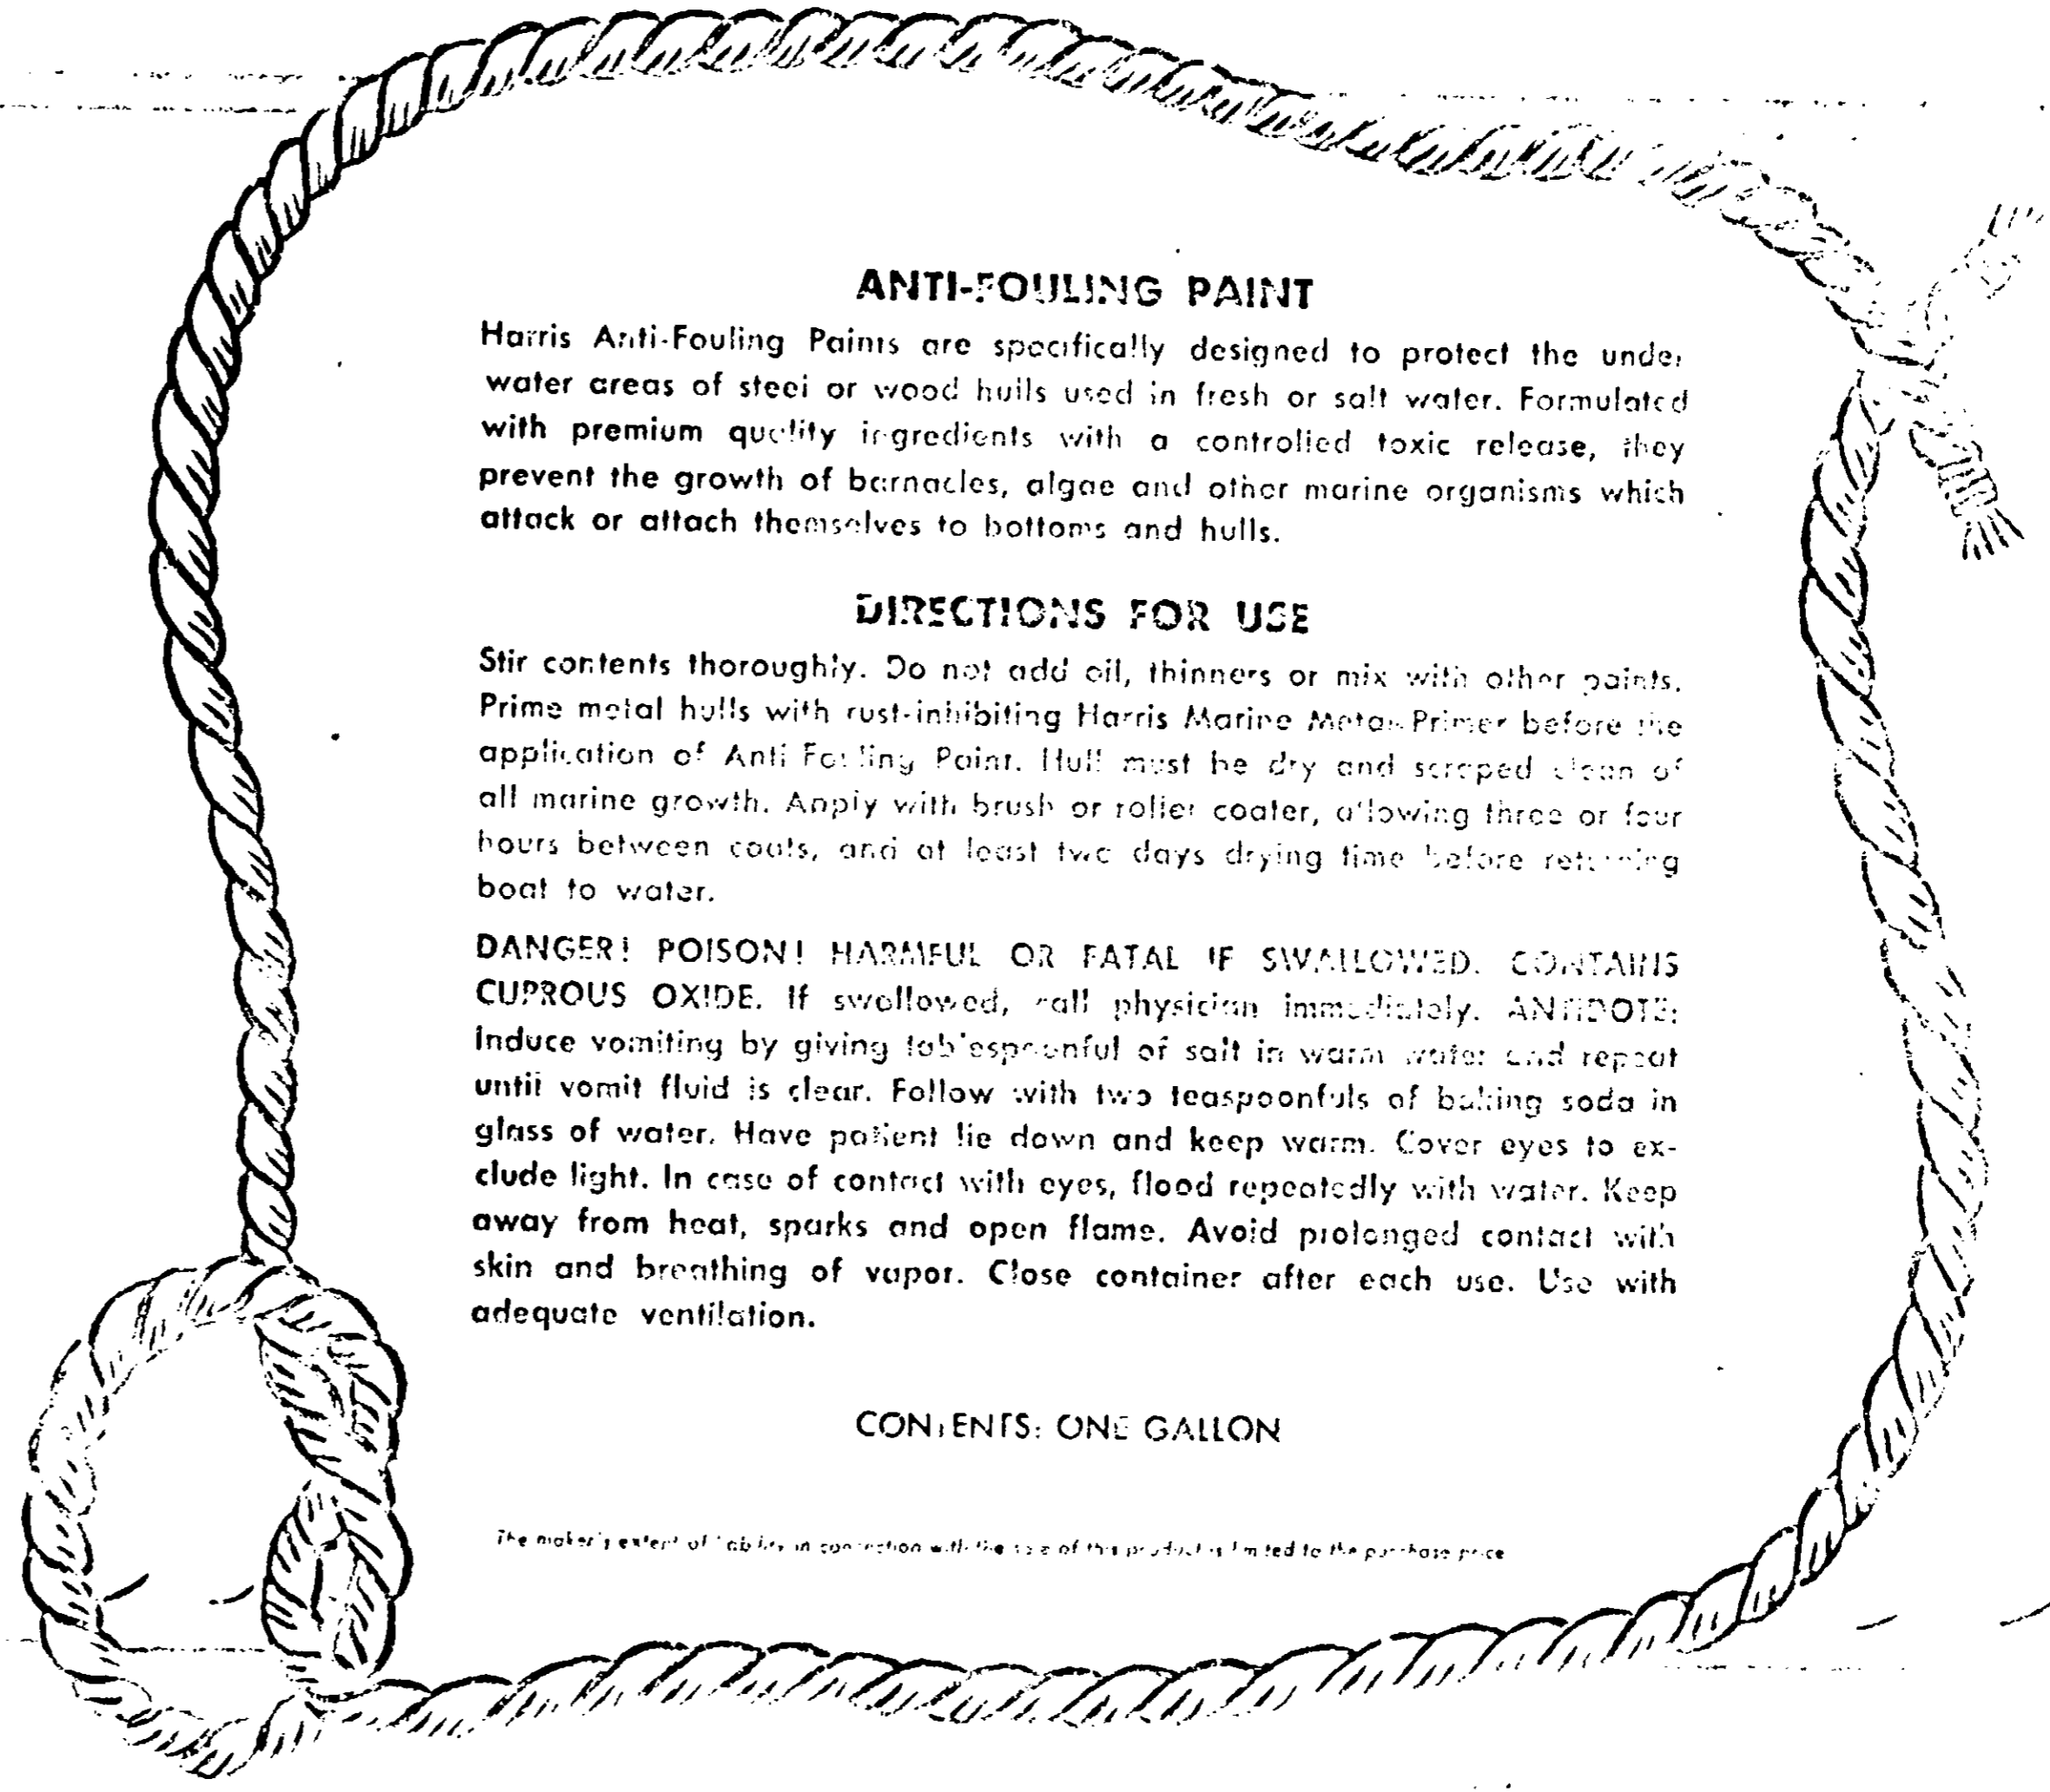 ANTI-FOULING PAINT
Harris Anti-Fouling Paints are specifically designed to protect the under
water areas of steel or wood hulls used in fresh or salt water. Formulated
with premium quality ingredients with a controlled toxic release, they
prevent the growth of barnacles, algae and other marine organisms which
attack or attach themselves to bottoms and hulls.
DIRECTIONS FOR USE
Stir contents thoroughly. Do not add oil, thinners or mix with other paints.
Prime metal hulls with rust-inhibiting Harris Marine Metal Primer before the
application of Anti Fouling Paint. Hull must be dry and scraped clean of
all marine growth. Apply with brush or roller coater, allowing three or four
hours between coats, and at least two days drying time before returning
boat to water.
DANGER! POISON! HARMFUL OR FATAL IF SWALLOWED. CONTAINS
CUPROUS OXIDE. If swallowed, call physician immediately. ANTIDOTE:
Induce vomiting by giving tablespoonful of salt in warm water and repeat
until vomit fluid is clear. Follow with two teaspoonfuls of baking soda in
glass of water. Have patient lie down and keep warm. Cover eyes to ex-
clude light. In case of contact with eyes, flood repeatedly with water. Keep
away from heat, sparks and open flame. Avoid prolonged contact with
skin and breathing of vapor. Close container after each use. Use with
adequate ventilation.
CONTENTS: ONE GALLON
The maker's extent of liability in connection with the sale of this product is limited to the purchase price